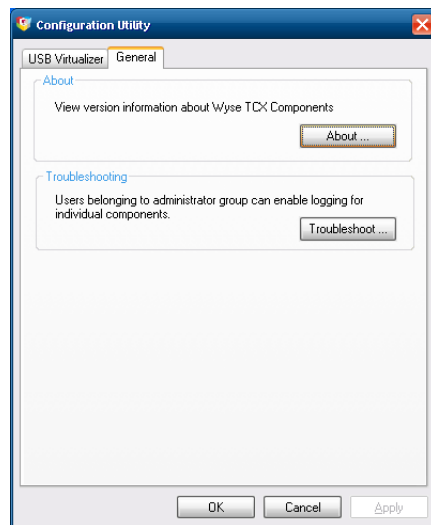 Configuration Utility
USB Virtualizer General
About
View version information about Wyse TCX Components
About ...
Troubleshooting
Users belonging to administrator group can enable logging for
individual components.
Troubleshoot ...
OK Cancel Apply